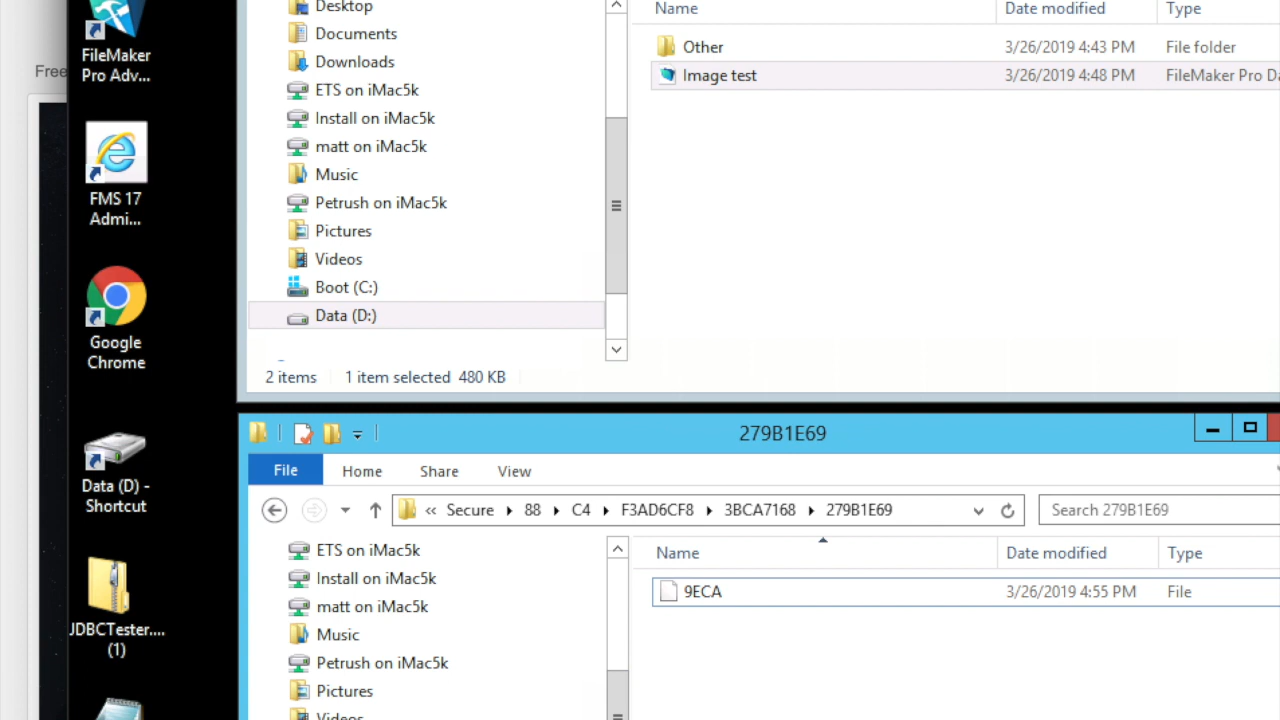 FileMaker
Pro Adv...
Free
FMS 17
Admi...
Google
Chrome
Data (D) -
Shortcut
JDBCTester....
(1)
Desktop
Documents
Downloads
ETS on iMac5k
Install on iMac5k
matt on iMac5k
Music
Petrush on iMac5k
Pictures
Videos
Boot (C:)
Data (D:)
Name Date modified Type
Other 3/26/2019 4:43 PM File folder
Image test 3/26/2019 4:48 PM FileMaker Pro Da
2 items 1 item selected 480 KB
279B1E69
File Home Share View
« Secure 88 C4 F3AD6CF8 3BCA7168 279B1E69
Search 279B1E69
ETS on iMac5k
Install on iMac5k
matt on iMac5k
Music
Petrush on iMac5k
Pictures
Videos
Name Date modified Type
9ECA 3/26/2019 4:55 PM File